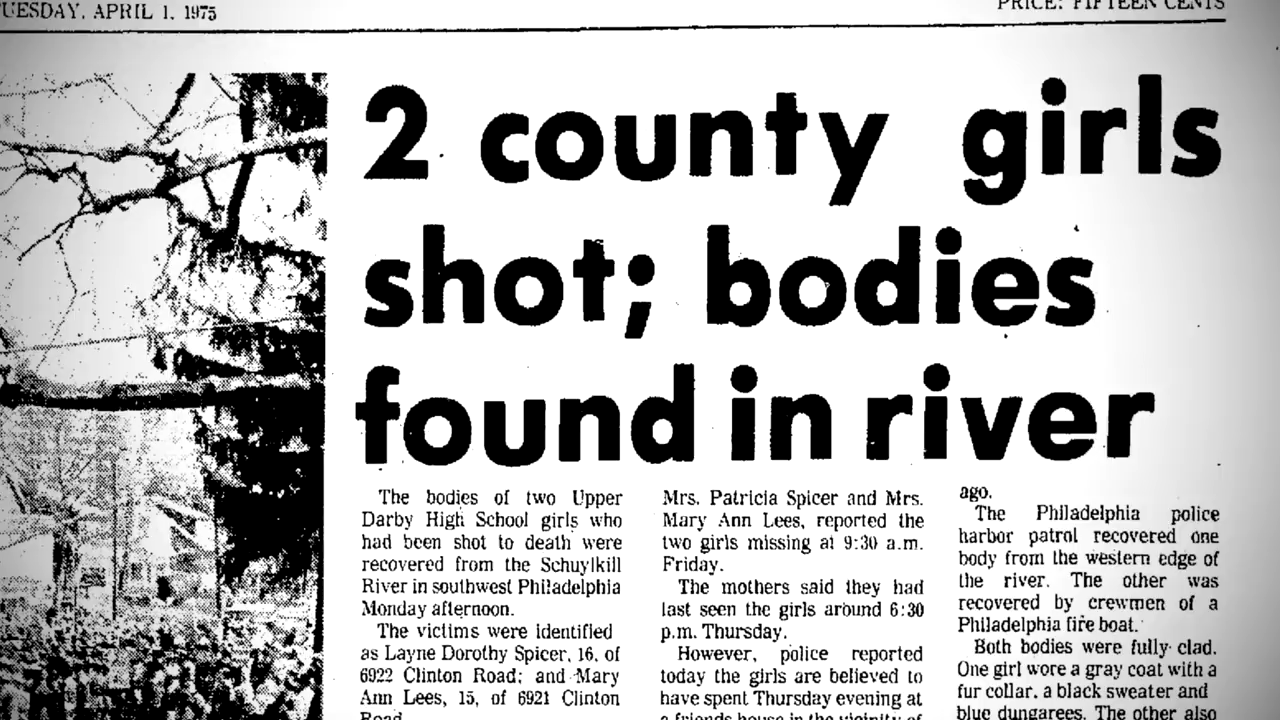 TUESDAY, APRIL 1, 1975
PRICE: FIFTEEN CENTS
2 county girls
shot; bodies
found in river
The bodies of two Upper
Darby High School girls who
had been shot to death were
recovered from the Schuylkill
River in southwest Philadelphia
Monday afternoon.
The victims were identified
as Layne Dorothy Spicer, 16, of
6922 Clinton Road; and Mary
Ann Lees, 15, of 6921 Clinton
Road.
Mrs. Patricia Spicer and Mrs.
Mary Ann Lees, reported the
two girls missing at 9:30 a.m.
Friday.
The mothers said they had
last seen the girls around 6:30
p.m. Thursday.
However, police reported
today the girls are believed to
have spent Thursday evening at
a friends house in the vicinity of
ago.
The Philadelphia police
harbor patrol recovered one
body from the western edge of
the river. The other was
recovered by crewmen of a
Philadelphia fire boat.
Both bodies were fully clad.
One girl wore a gray coat with a
fur collar, a black sweater and
blue dungarees. The other also